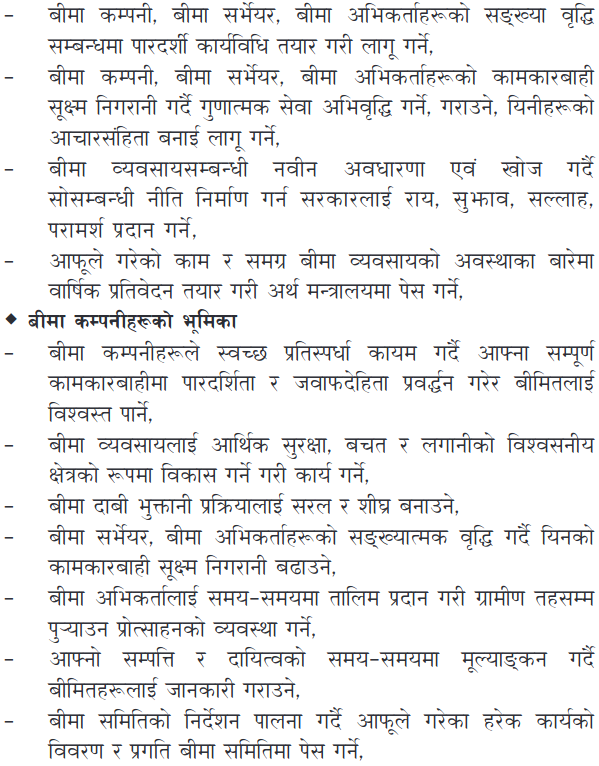 – बीमा कम्पनी, बीमा सर्भेयर, बीमा अभिकर्ताहरूको सङ्ख्या वृद्धि
सम्बन्धमा पारदर्शी कार्यविधि तयार गरी लागू गर्ने,
– बीमा कम्पनी, बीमा सर्भेयर, बीमा अभिकर्ताहरूको कामकारबाही
सूक्ष्म निगरानी गर्दै गुणात्मक सेवा अभिवृद्धि गर्ने, गराउने, यिनीहरूको
आचारसंहिता बनाई लागू गर्ने,
– बीमा व्यवसायसम्बन्धी नवीन अवधारणा एवं खोज गर्दै
सोसम्बन्धी नीति निर्माण गर्न सरकारलाई राय, सुझाव, सल्लाह,
परामर्श प्रदान गर्ने,
– आफूले गरेको काम र समग्र बीमा व्यवसायको अवस्थाका बारेमा
वार्षिक प्रतिवेदन तयार गरी अर्थ मन्त्रालयमा पेस गर्ने,
◆ बीमा कम्पनीहरूको भूमिका
– बीमा कम्पनीहरूले स्वच्छ प्रतिस्पर्धा कायम गर्दै आफ्ना सम्पूर्ण
कामकारबाहीमा पारदर्शिता र जवाफदेहिता प्रवर्द्धन गरेर बीमितलाई
विश्वस्त पार्ने,
– बीमा व्यवसायलाई आर्थिक सुरक्षा, बचत र लगानीको विश्वसनीय
क्षेत्रको रूपमा विकास गर्ने गरी कार्य गर्ने,
– बीमा दाबी भुक्तानी प्रक्रियालाई सरल र शीघ्र बनाउने,
– बीमा सर्भेयर, बीमा अभिकर्ताहरूको सङ्ख्यात्मक वृद्धि गर्दै यिनको
कामकारबाही सूक्ष्म निगरानी बढाउने,
– बीमा अभिकर्तालाई समय-समयमा तालिम प्रदान गरी ग्रामीण तहसम्म
पुऱ्याउन प्रोत्साहनको व्यवस्था गर्ने,
– आफ्नो सम्पत्ति र दायित्वको समय-समयमा मूल्याङ्कन गर्दै
बीमितहरूलाई जानकारी गराउने,
– बीमा समितिको निर्देशन पालना गर्दै आफूले गरेका हरेक कार्यको
विवरण र प्रगति बीमा समितिमा पेस गर्ने,